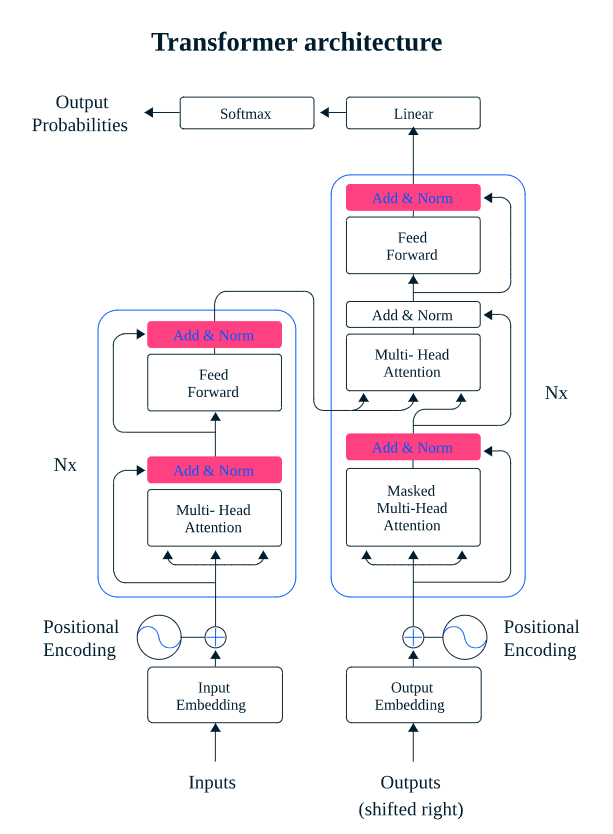 Transformer architecture
Output
Probabilities
Softmax
Linear
Add & Norm
Feed
Forward
Add & Norm
Multi- Head
Attention
Nx
Add & Norm
Masked
Multi-Head
Attention
Add & Norm
Feed
Forward
Nx
Add & Norm
Multi- Head
Attention
Positional
Encoding
Positional
Encoding
Input
Embedding
Output
Embedding
Inputs
Outputs
(shifted right)